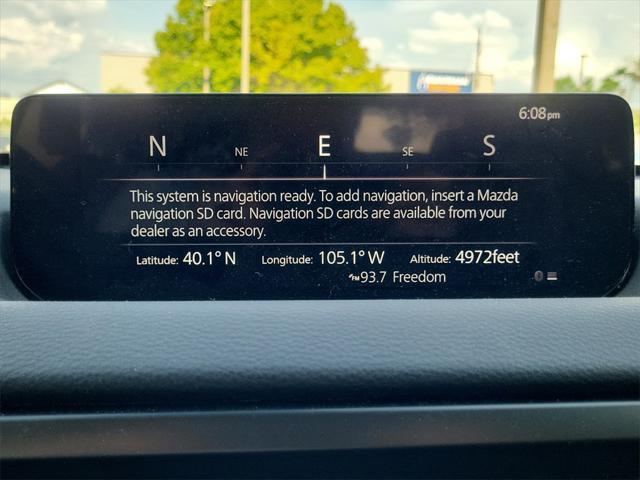 6:08pm
N NE E SE S
This system is navigation ready. To add navigation, insert a Mazda
navigation SD card. Navigation SD cards are available from your
dealer as an accessory.
Latitude: 40.1° N Longitude: 105.1° W Altitude: 4972feet
FM 93.7 Freedom